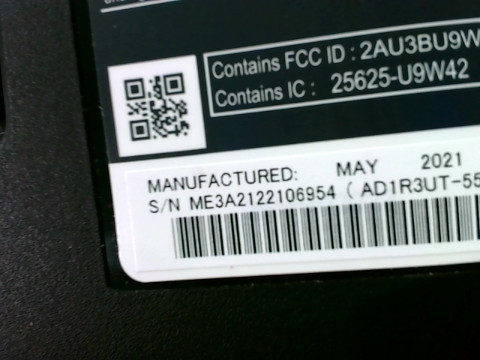 Contains FCC ID : 2AU3BU9W
Contains IC : 25625-U9W42
MANUFACTURED: MAY 2021
S/N ME3A2122106954 ( AD1R3UT-55